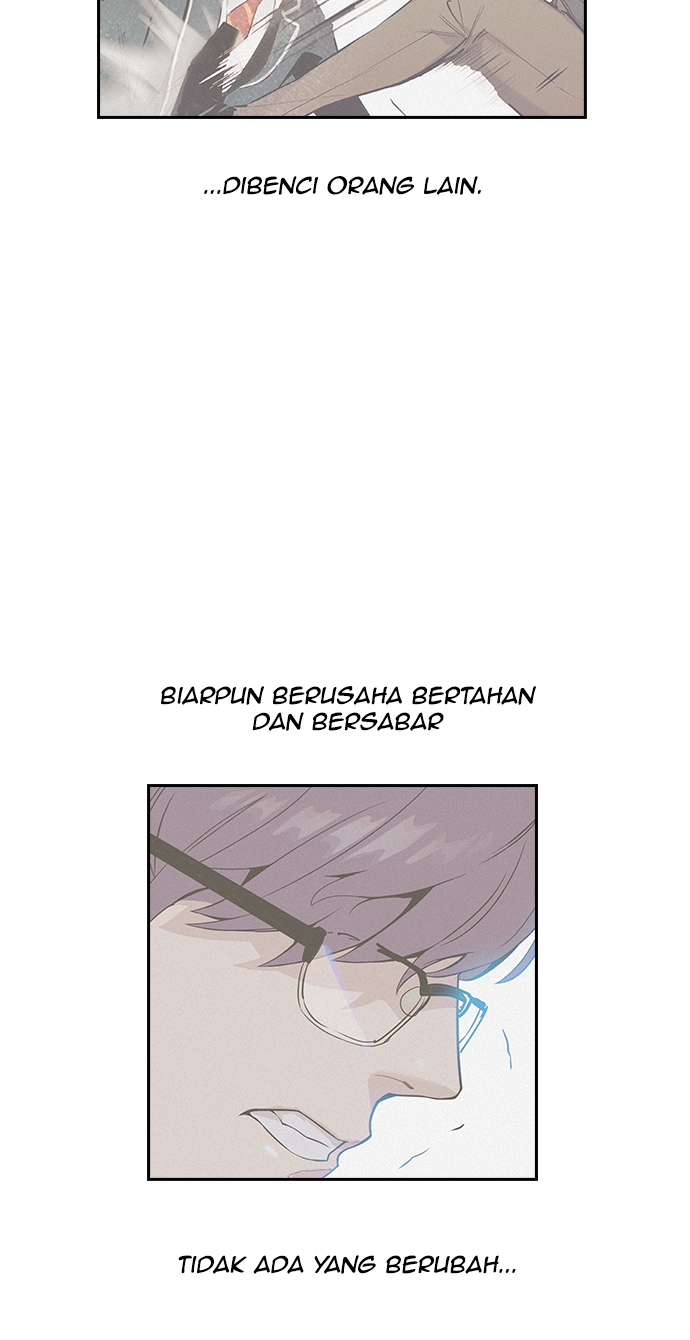 ...DIBENCI ORANG LAIN.
BIARPUN BERUSAHA BERTAHAN
DAN BERSABAR
TIDAK ADA YANG BERUBAH...